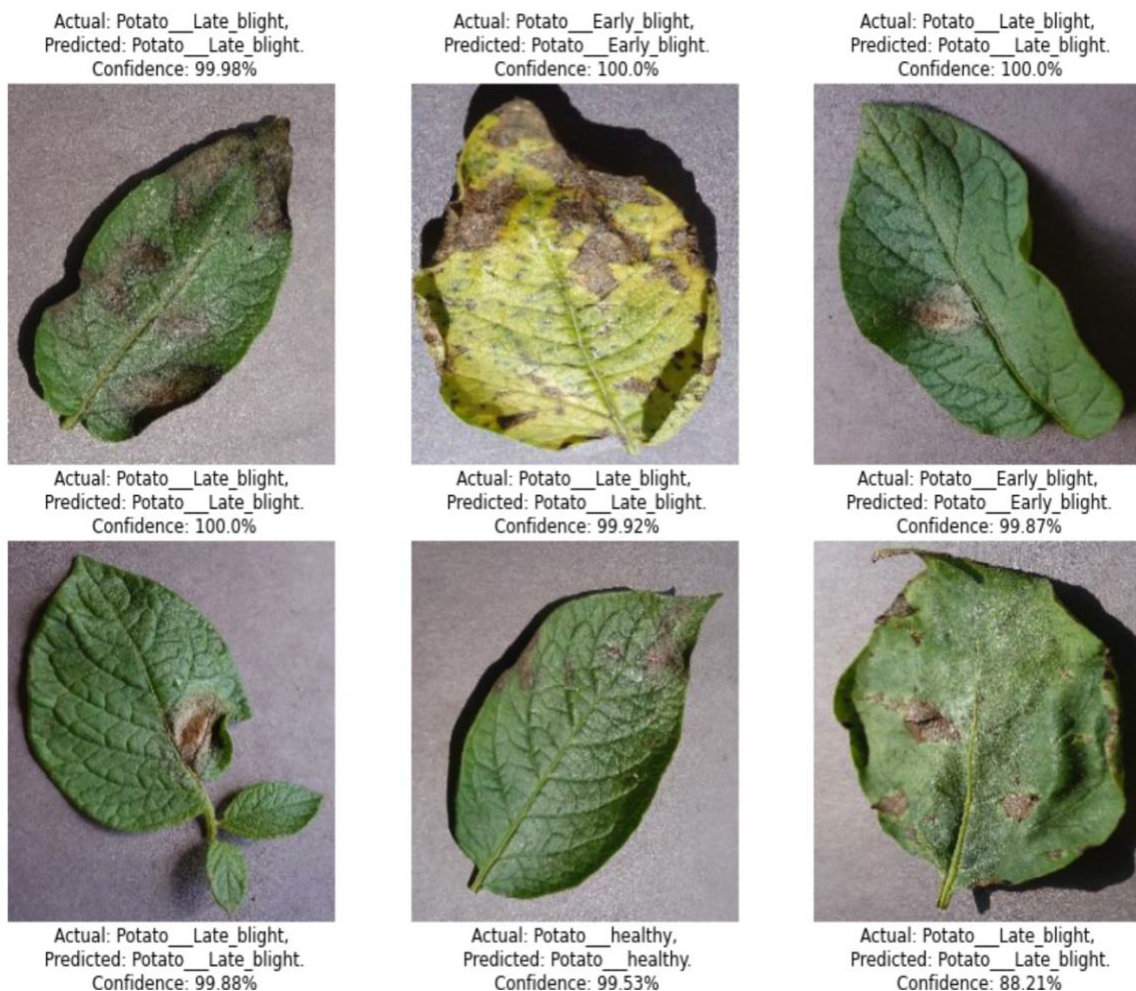 Actual: Potato___Late_blight,
Predicted: Potato___Late_blight.
Confidence: 99.98%
Actual: Potato___Early_blight,
Predicted: Potato___Early_blight.
Confidence: 100.0%
Actual: Potato___Late_blight,
Predicted: Potato___Late_blight.
Confidence: 100.0%
Actual: Potato___Late_blight,
Predicted: Potato___Late_blight.
Confidence: 100.0%
Actual: Potato___Late_blight,
Predicted: Potato___Late_blight.
Confidence: 99.92%
Actual: Potato___Early_blight,
Predicted: Potato___Early_blight.
Confidence: 99.87%
Actual: Potato___Late_blight,
Predicted: Potato___Late_blight.
Confidence: 99.88%
Actual: Potato___healthy,
Predicted: Potato___healthy.
Confidence: 99.53%
Actual: Potato___Late_blight,
Predicted: Potato___Late_blight.
Confidence: 88.21%